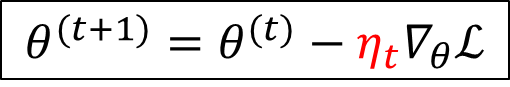 θ^(t+1) = θ^(t) − η_t ∇_θ ℒ